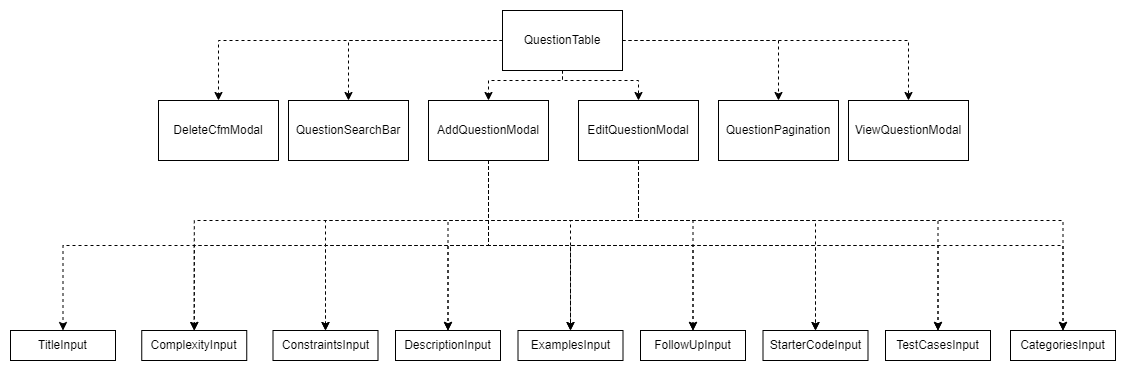 QuestionTable
DeleteCfmModal
QuestionSearchBar
AddQuestionModal
EditQuestionModal
QuestionPagination
ViewQuestionModal
TitleInput
ComplexityInput
ConstraintsInput
DescriptionInput
ExamplesInput
FollowUpInput
StarterCodeInput
TestCasesInput
CategoriesInput